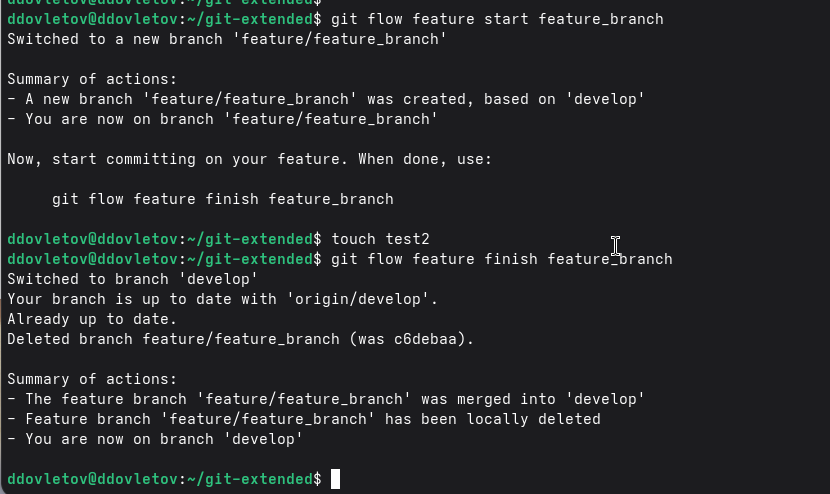 ddovletov@ddovletov:~/git-extended$ git flow feature start feature_branch
Switched to a new branch 'feature/feature_branch'
Summary of actions:
- A new branch 'feature/feature_branch' was created, based on 'develop'
- You are now on branch 'feature/feature_branch'
Now, start committing on your feature. When done, use:
     git flow feature finish feature_branch
ddovletov@ddovletov:~/git-extended$ touch test2
ddovletov@ddovletov:~/git-extended$ git flow feature finish feature_branch
Switched to branch 'develop'
Your branch is up to date with 'origin/develop'.
Already up to date.
Deleted branch feature/feature_branch (was c6debaa).
Summary of actions:
- The feature branch 'feature/feature_branch' was merged into 'develop'
- Feature branch 'feature/feature_branch' has been locally deleted
- You are now on branch 'develop'
ddovletov@ddovletov:~/git-extended$